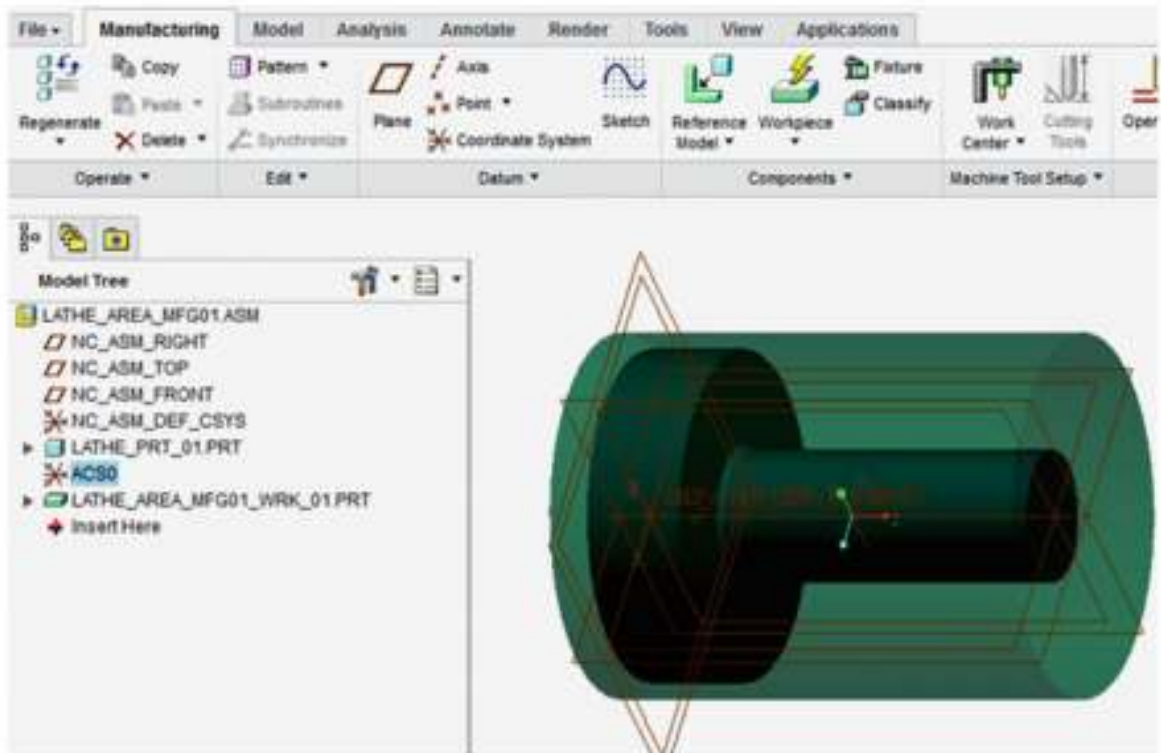 File Manufacturing Model Analysis Annotate Render Tools View Applications
Regenerate Copy Paste Delete
Pattern Subroutines Synchronize
Plane Axis Point Coordinate System Sketch
Reference Model Workpiece Fixture Classify
Work Center Cutting Tools Oper
Operate Edit Datum Components Machine Tool Setup
Model Tree
LATHE_AREA_MFG01.ASM
NC_ASM_RIGHT
NC_ASM_TOP
NC_ASM_FRONT
NC_ASM_DEF_CSYS
LATHE_PRT_01.PRT
ACS0
LATHE_AREA_MFG01_WRK_01.PRT
Insert Here